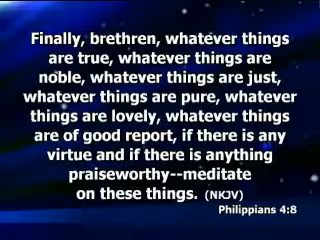 Finally, brethren, whatever things
are true, whatever things are
noble, whatever things are just,
whatever things are pure, whatever
things are lovely, whatever things
are of good report, if there is any
virtue and if there is anything
praiseworthy--meditate
on these things. (NKJV)
Philippians 4:8